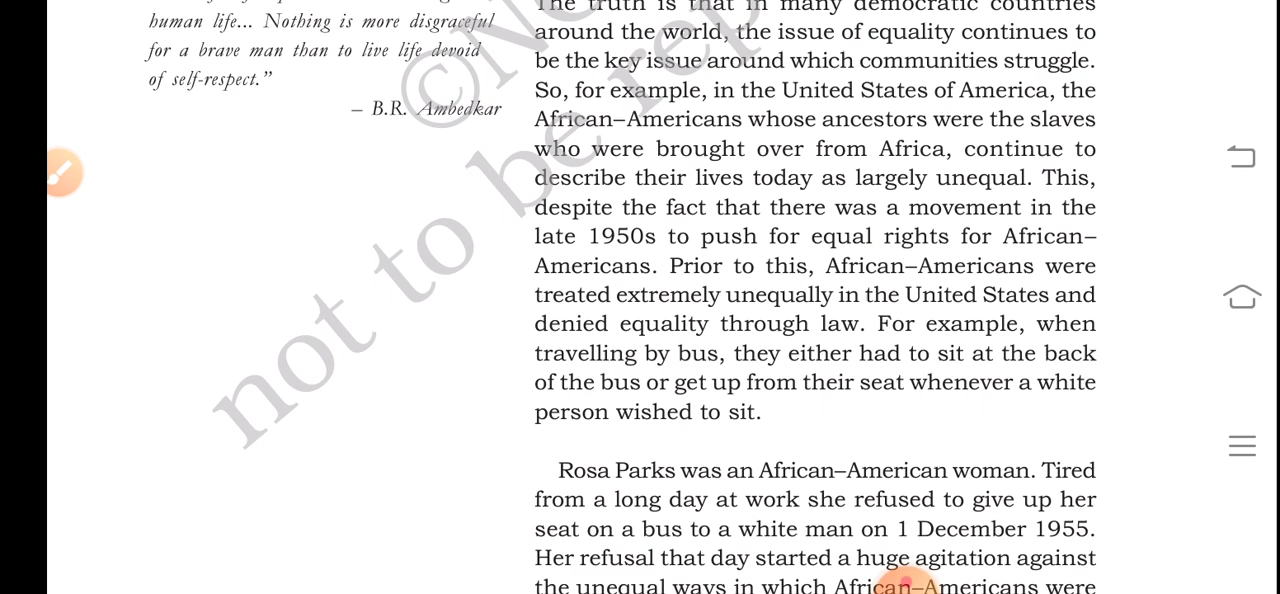 human life... Nothing is more disgraceful
for a brave man than to live life devoid
of self-respect.”
– B.R. Ambedkar
The truth is that in many democratic countries
around the world, the issue of equality continues to
be the key issue around which communities struggle.
So, for example, in the United States of America, the
African–Americans whose ancestors were the slaves
who were brought over from Africa, continue to
describe their lives today as largely unequal. This,
despite the fact that there was a movement in the
late 1950s to push for equal rights for African–
Americans. Prior to this, African–Americans were
treated extremely unequally in the United States and
denied equality through law. For example, when
travelling by bus, they either had to sit at the back
of the bus or get up from their seat whenever a white
person wished to sit.
Rosa Parks was an African–American woman. Tired
from a long day at work she refused to give up her
seat on a bus to a white man on 1 December 1955.
Her refusal that day started a huge agitation against
the unequal ways in which African–Americans were
not to be rep